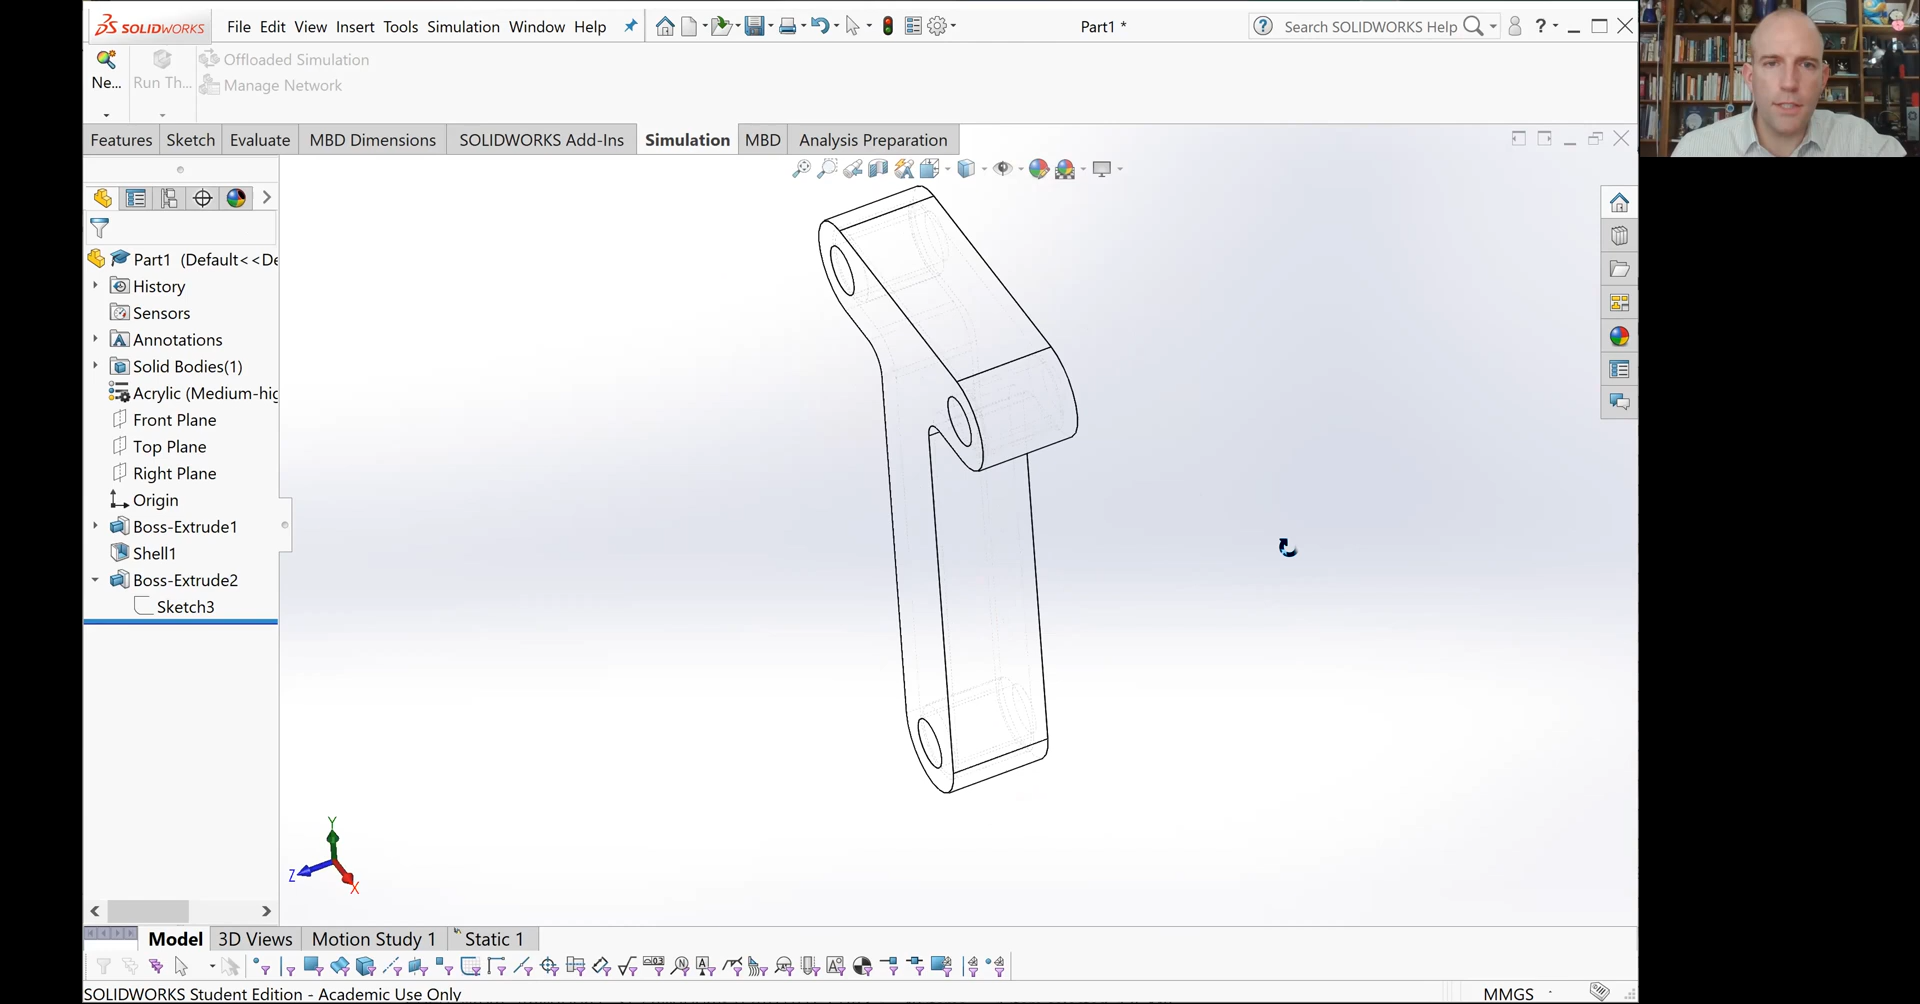 SOLIDWORKS File Edit View Insert Tools Simulation Window Help Part1 * Search SOLIDWORKS Help ?
Ne... Run Th... Offloaded Simulation
Manage Network
Features Sketch Evaluate MBD Dimensions SOLIDWORKS Add-Ins Simulation MBD Analysis Preparation
Part1 (Default<<De
History
Sensors
Annotations
Solid Bodies(1)
Acrylic (Medium-hig
Front Plane
Top Plane
Right Plane
Origin
Boss-Extrude1
Shell1
Boss-Extrude2
Sketch3
Y
Z
X
Model 3D Views Motion Study 1 Static 1
SOLIDWORKS Student Edition - Academic Use Only MMGS